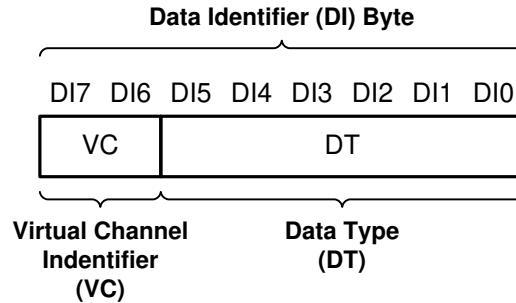 Data Identifier (DI) Byte
DI7 DI6 DI5 DI4 DI3 DI2 DI1 DI0
VC DT
Virtual Channel Data Type
Indentifier (DT)
(VC)